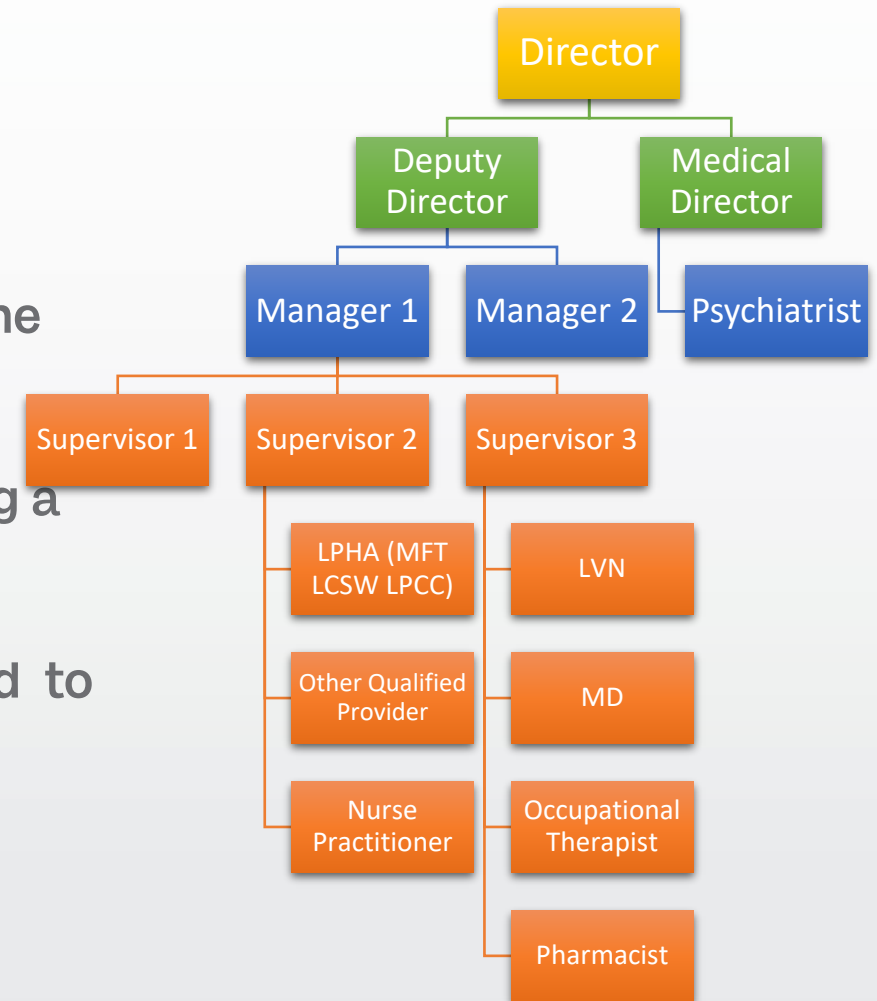 Director
Deputy
Director
Medical
Director
Manager 1
Manager 2
Psychiatrist
Supervisor 1
Supervisor 2
Supervisor 3
LPHA (MFT
LCSW LPCC)
Other Qualified
Provider
Nurse
Practitioner
LVN
MD
Occupational
Therapist
Pharmacist
a
to